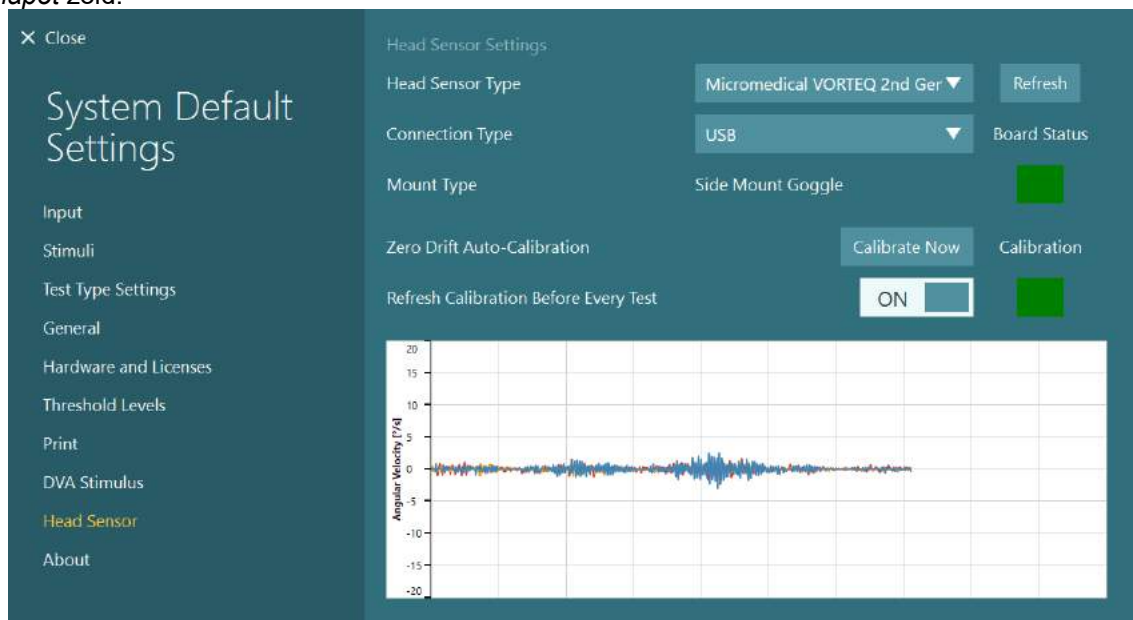 állapot zöld.
Close
System Default
Settings
Input
Stimuli
Test Type Settings
General
Hardware and Licenses
Threshold Levels
Print
DVA Stimulus
Head Sensor
About
Head Sensor Settings
Head Sensor Type
Micromedical VORTEQ 2nd Ger
Refresh
Connection Type
USB
Board Status
Mount Type
Side Mount Goggle
Zero Drift Auto-Calibration
Calibrate Now
Calibration
Refresh Calibration Before Every Test
ON
Angular Velocity [°/s]
20
15
10
5
0
-5
-10
-15
-20